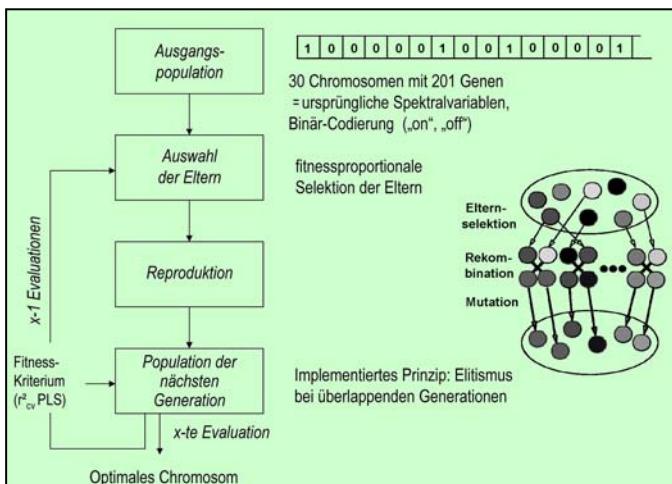 Ausgangs-
population
1 0 0 0 0 0 1 0 1 0 0 0 0 1
30 Chromosomen mit 201 Genen
= ursprüngliche Spektralvariablen,
Binär-Codierung („on“, „off“)
Auswahl
der Eltern
fitnessproportionale
Selektion der Eltern
x-1 Evaluationen
Reproduktion
Eltern-
selektion
Rekom-
bination
Mutation
Fitness-
Kriterium
(r²cv PLS)
Population der
nächsten
Generation
Implementiertes Prinzip: Elitismus
bei überlappenden Generationen
x-te Evaluation
Optimales Chromosom